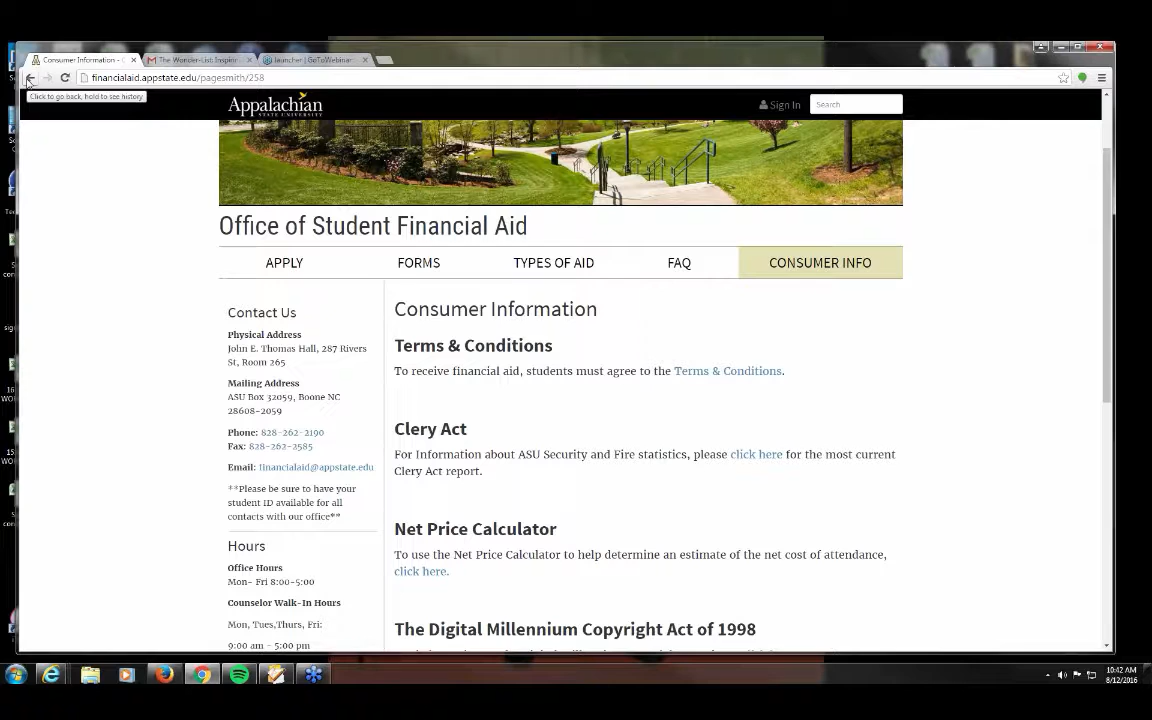 Consumer Information - C
The Wonder-List: Inspirin
launcher | GoToWebinar
financialaid.appstate.edu/pagesmith/258
Click to go back, hold to see history
Appalachian
STATE UNIVERSITY
Sign In
Search
Office of Student Financial Aid
APPLY
FORMS
TYPES OF AID
FAQ
CONSUMER INFO
Contact Us
Physical Address
John E. Thomas Hall, 287 Rivers
St, Room 265
Mailing Address
ASU Box 32059, Boone NC
28608-2059
Phone: 828-262-2190
Fax: 828-262-2585
Email: financialaid@appstate.edu
**Please be sure to have your
student ID available for all
contacts with our office**
Hours
Office Hours
Mon- Fri 8:00-5:00
Counselor Walk-In Hours
Mon, Tues,Thurs, Fri:
9:00 am - 5:00 pm
Consumer Information
Terms & Conditions
To receive financial aid, students must agree to the Terms & Conditions.
Clery Act
For Information about ASU Security and Fire statistics, please click here for the most current
Clery Act report.
Net Price Calculator
To use the Net Price Calculator to help determine an estimate of the net cost of attendance,
click here.
The Digital Millennium Copyright Act of 1998
10:42 AM
8/12/2016